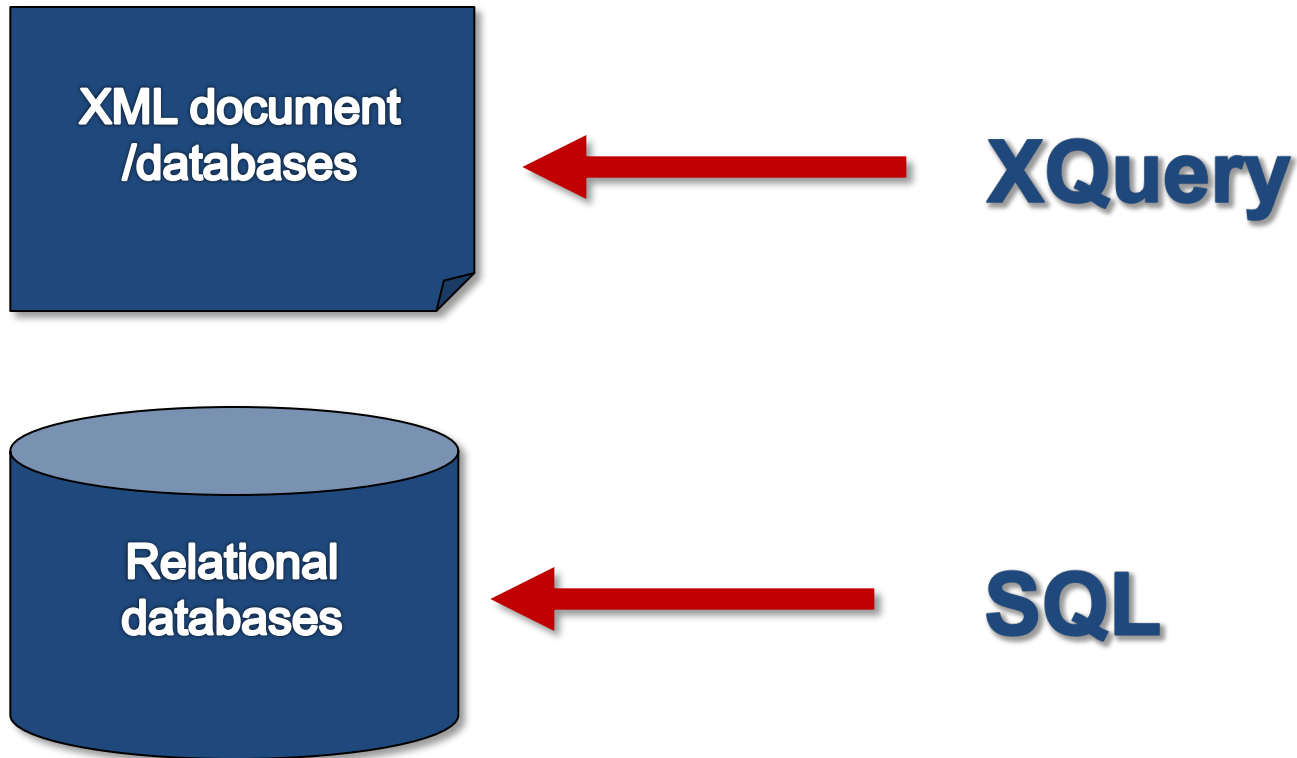 XML document
/databases
XQuery
Relational
databases
SQL